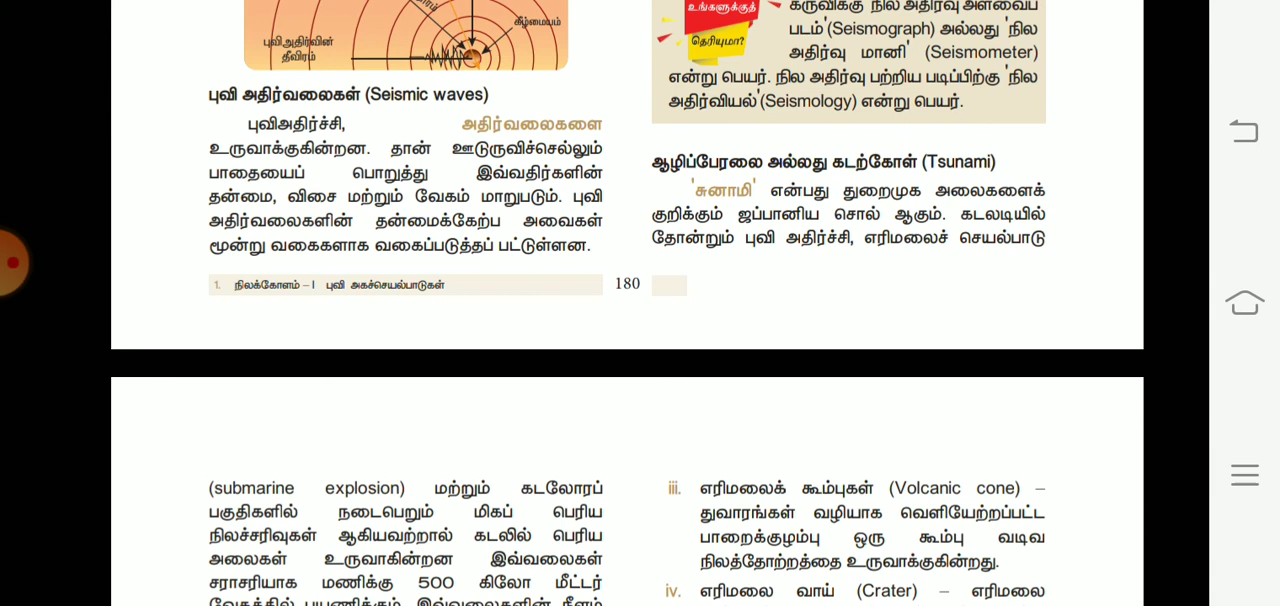 கீழ்மையம்
புவிஅதிர்வின்
தீவிரம்
புவி அதிர்வலைகள் (Seismic waves)
புவிஅதிர்ச்சி, அதிர்வலைகளை
உருவாக்குகின்றன. தான் ஊடுருவிச்செல்லும்
பாதையைப் பொறுத்து இவ்வதிர்களின்
தன்மை, விசை மற்றும் வேகம் மாறுபடும். புவி
அதிர்வலைகளின் தன்மைக்கேற்ப அவைகள்
மூன்று வகைகளாக வகைப்படுத்தப் பட்டுள்ளன.
உங்களுக்குத்
தெரியுமா?
கருவிக்கு 'நில அதிர்வு அளவைப்
படம்'(Seismograph) அல்லது 'நில
அதிர்வு மானி' (Seismometer)
என்று பெயர். நில அதிர்வு பற்றிய படிப்பிற்கு 'நில
அதிர்வியல்'(Seismology) என்று பெயர்.
ஆழிப்பேரலை அல்லது கடற்கோள் (Tsunami)
'சுனாமி' என்பது துறைமுக அலைகளைக்
குறிக்கும் ஜப்பானிய சொல் ஆகும். கடலடியில்
தோன்றும் புவி அதிர்ச்சி, எரிமலைச் செயல்பாடு
1. நிலக்கோளம் – I புவி அகச்செயல்பாடுகள்
180
(submarine explosion) மற்றும் கடலோரப்
பகுதிகளில் நடைபெறும் மிகப் பெரிய
நிலச்சரிவுகள் ஆகியவற்றால் கடலில் பெரிய
அலைகள் உருவாகின்றன இவ்வலைகள்
சராசரியாக மணிக்கு 500 கிலோ மீட்டர்
வேகத்தில் பயணிக்கும். இவ்வலைகளின் நீளம்
iii. எரிமலைக் கூம்புகள் (Volcanic cone) –
துவாரங்கள் வழியாக வெளியேற்றப்பட்ட
பாறைக்குழம்பு ஒரு கூம்பு வடிவ
நிலத்தோற்றத்தை உருவாக்குகின்றது.
iv. எரிமலை வாய் (Crater) – எரிமலை